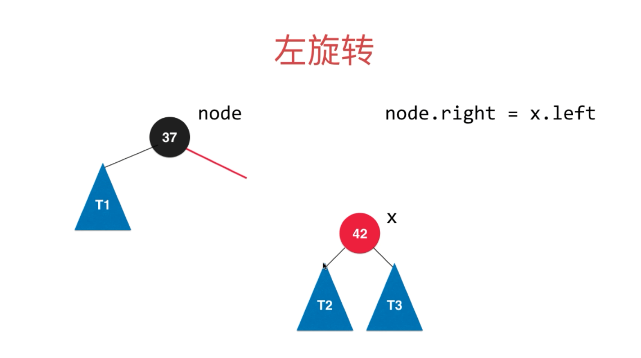 左旋转
node
node.right = x.left
37
T1
x
42
T2
T3